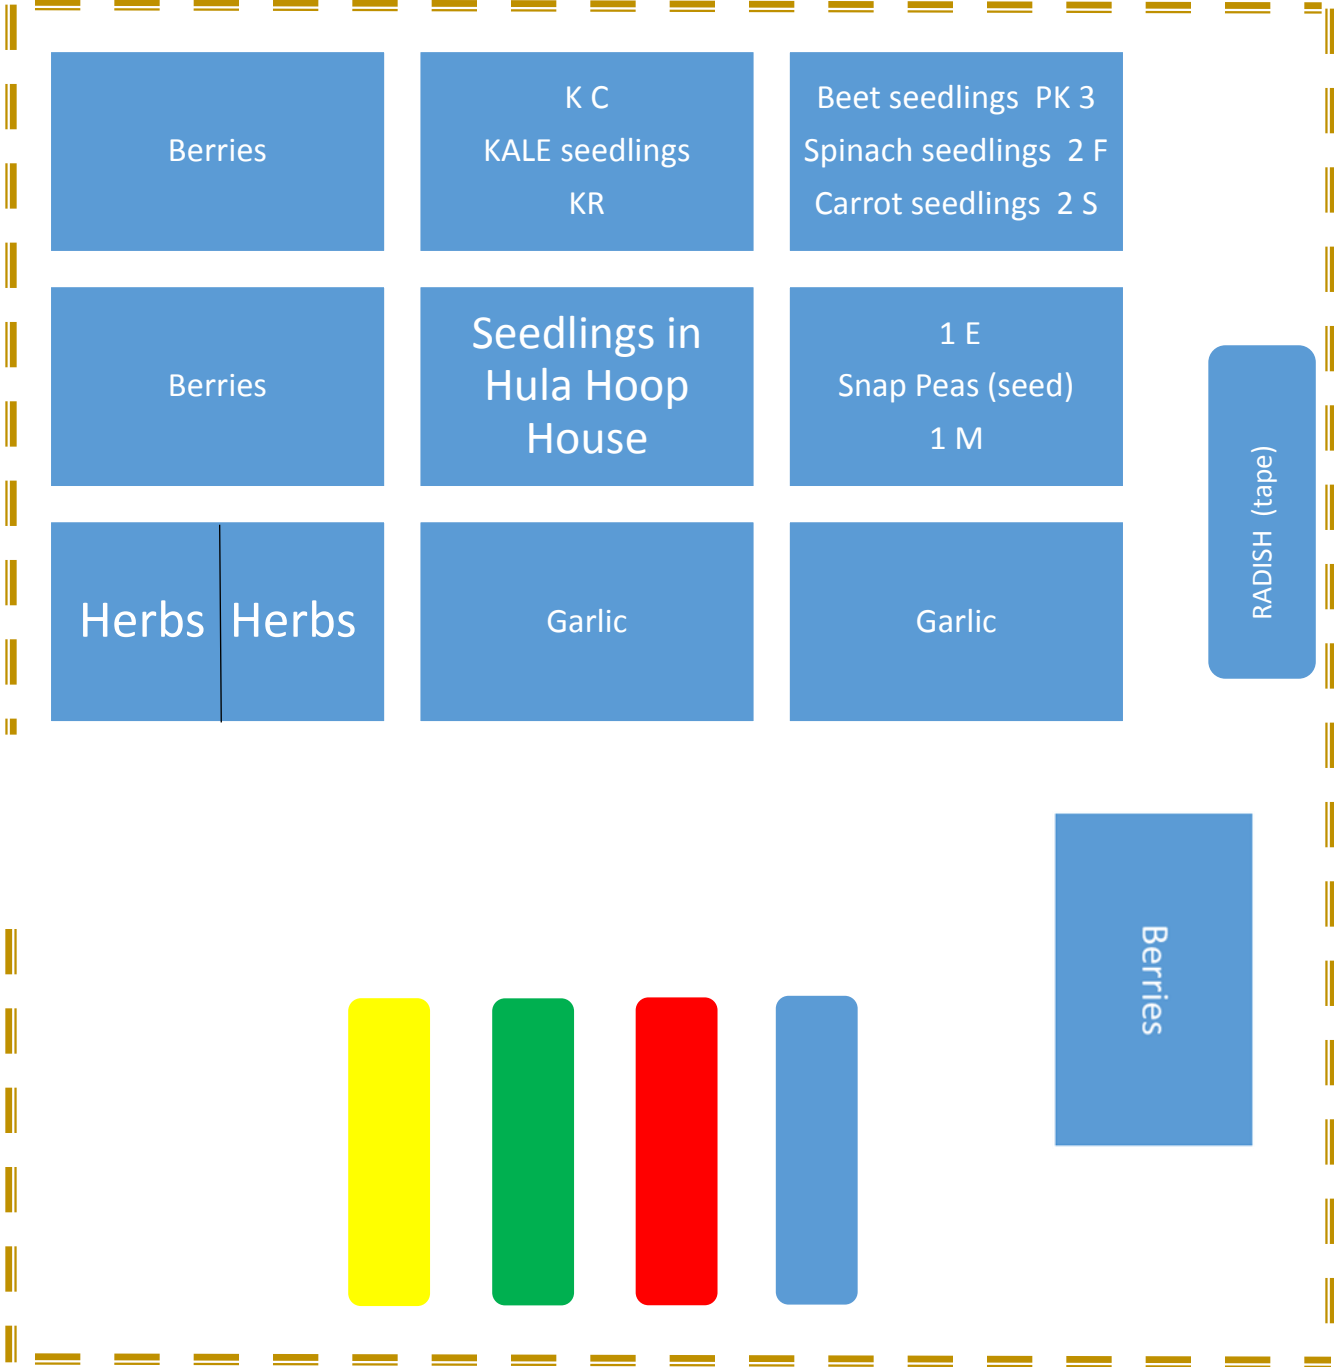 Berries
K C
KALE seedlings
KR
Beet seedlings  PK 3
Spinach seedlings  2 F
Carrot seedlings  2 S
Berries
Seedlings in
Hula Hoop
House
1 E
Snap Peas (seed)
1 M
RADISH  (tape)
Herbs
Herbs
Garlic
Garlic
Berries